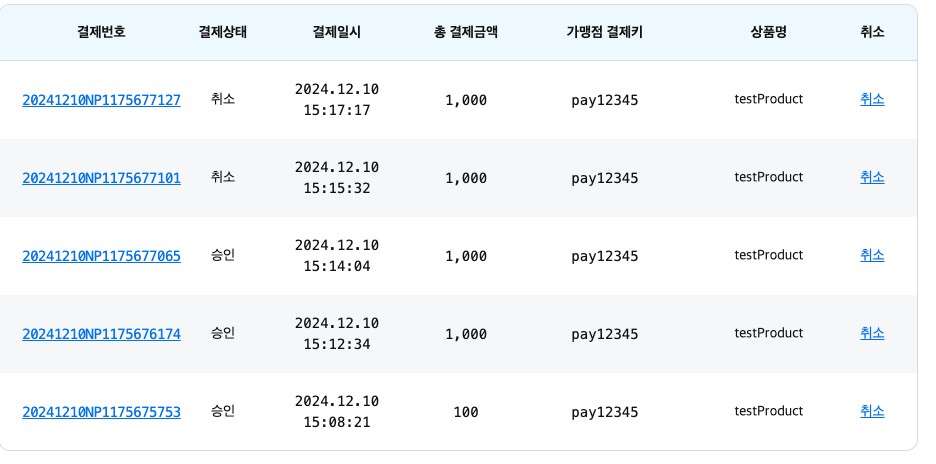 결제번호 결제상태 결제일시 총 결제금액 가맹점 결제키 상품명 취소
20241210NP1175677127 취소 2024.12.10 15:17:17 1,000 pay12345 testProduct 취소
20241210NP1175677101 취소 2024.12.10 15:15:32 1,000 pay12345 testProduct 취소
20241210NP1175677065 승인 2024.12.10 15:14:04 1,000 pay12345 testProduct 취소
20241210NP1175676174 승인 2024.12.10 15:12:34 1,000 pay12345 testProduct 취소
20241210NP1175675753 승인 2024.12.10 15:08:21 100 pay12345 testProduct 취소